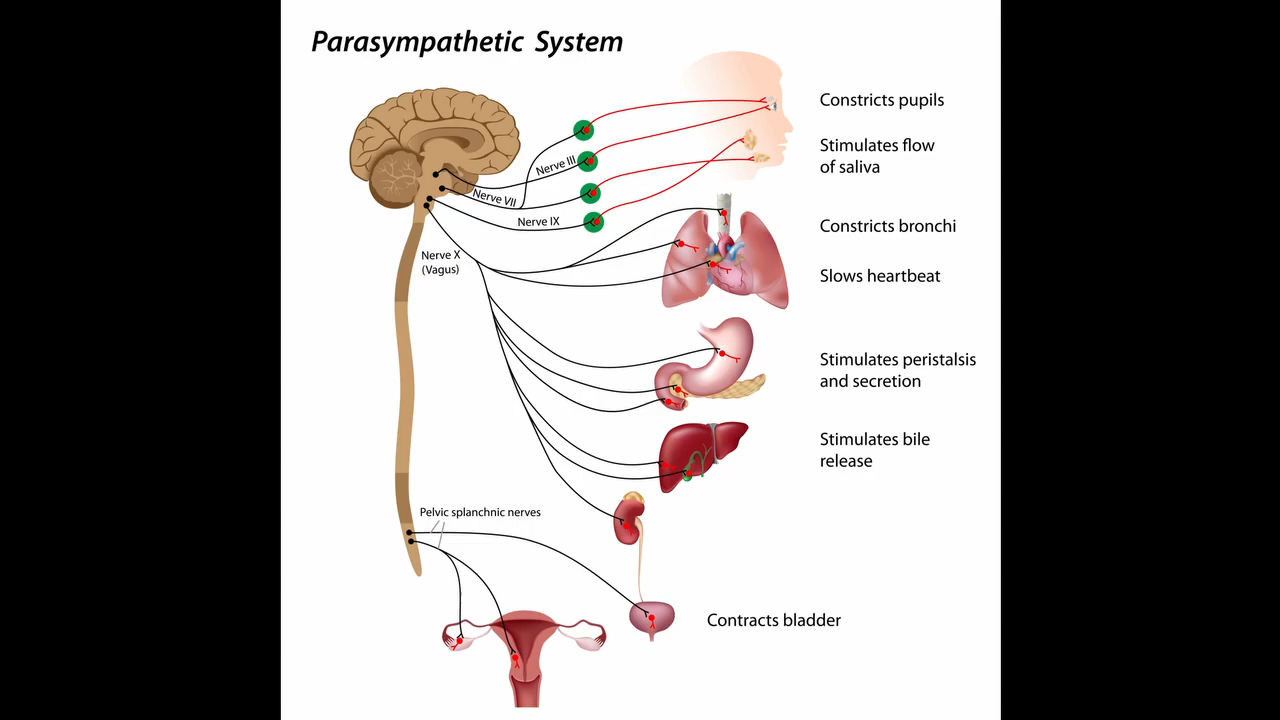 Parasympathetic System
Constricts pupils
Stimulates flow
of saliva
Nerve III
Nerve VII
Nerve IX
Constricts bronchi
Nerve X
(Vagus)
Slows heartbeat
Stimulates peristalsis
and secretion
Stimulates bile
release
Pelvic splanchnic nerves
Contracts bladder